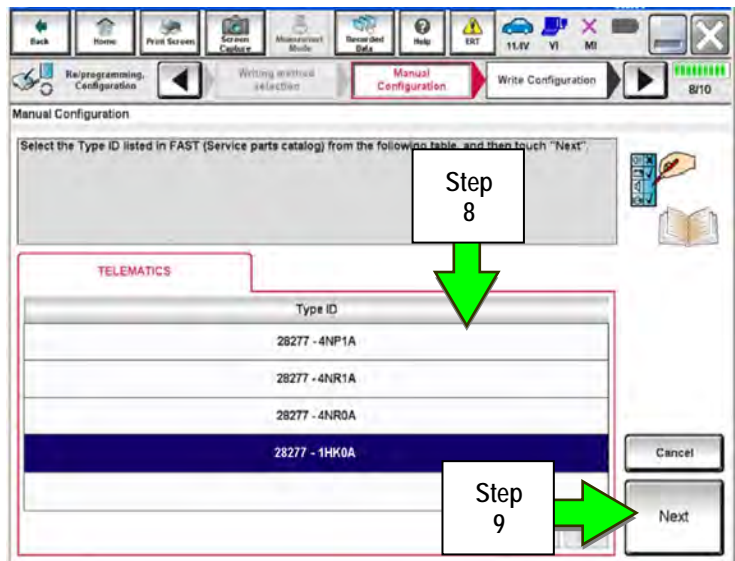 Back
Home
Print Screen
Screen Capture
Measurement Mode
Recorded Data
Help
ERT
11.4V
VI
MI
Re/programming, Configuration
Writing method selection
Manual Configuration
Write Configuration
8/10
Manual Configuration
Select the Type ID listed in FAST (Service parts catalog) from the following table, and then touch "Next".
Step
8
TELEMATICS
Type ID
28277 - 4NP1A
28277 - 4NR1A
28277 - 4NR0A
28277 - 1HK0A
Cancel
Step
9
Next